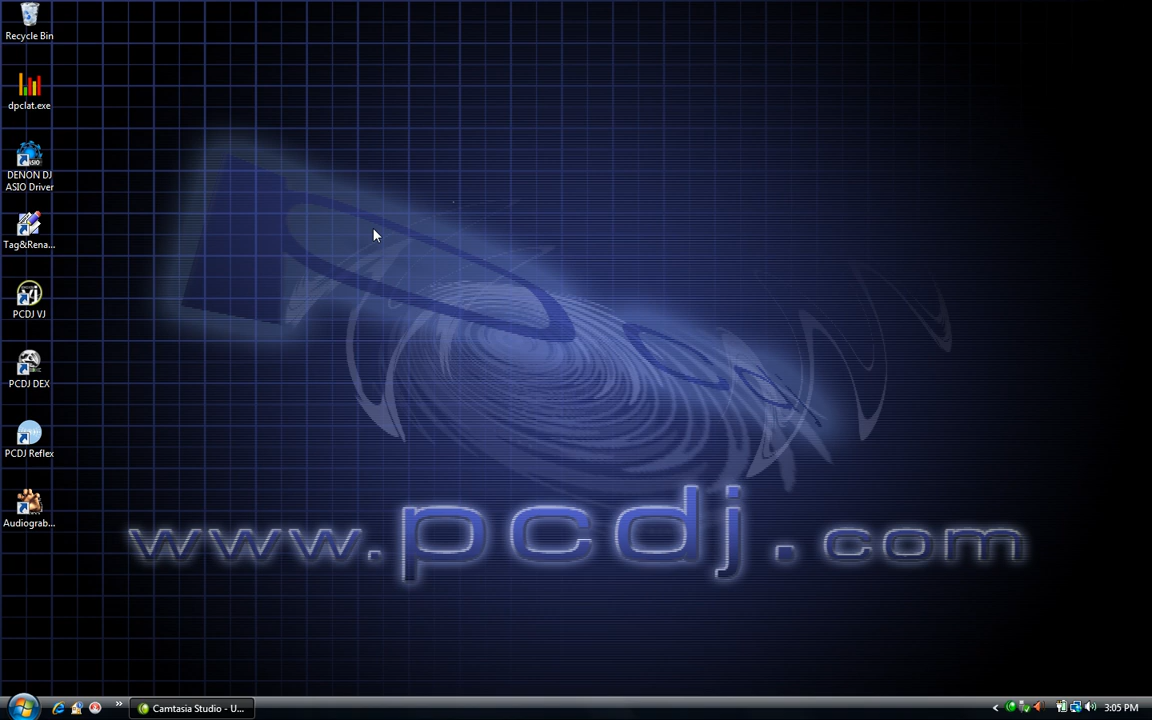 Recycle Bin
dpclat.exe
DENON DJ
ASIO Driver
Tag&Rena...
PCDJ VJ
PCDJ DEX
PCDJ Reflex
Audiograb...
www.pcdj.com
Camtasia Studio - U...
3:05 PM